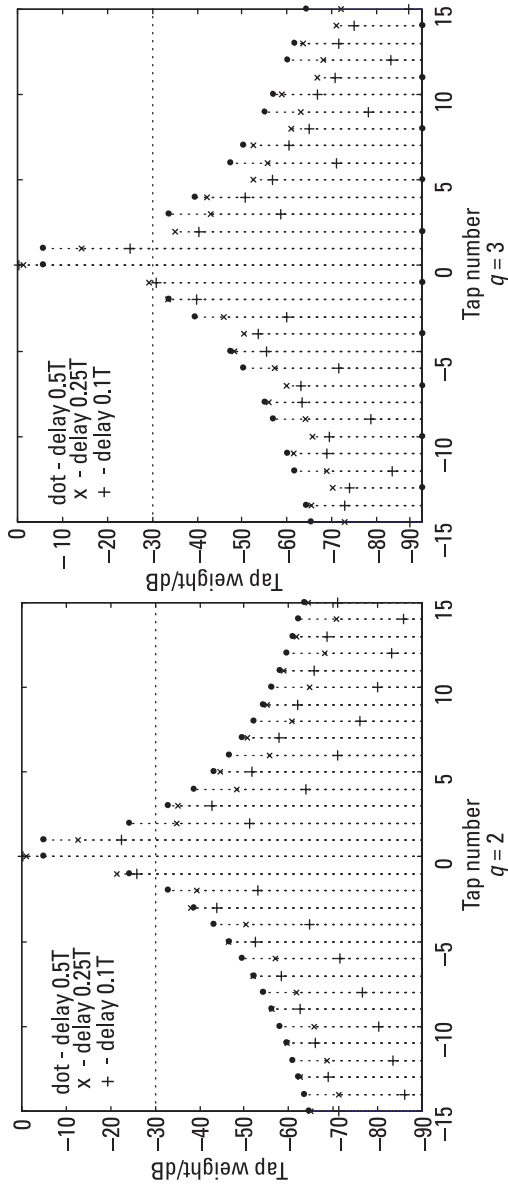 0
−10
−20
−30
−40
−50
−60
−70
−80
−90
Tap weight/dB
dot - delay 0.5T
x - delay 0.25T
+ - delay 0.1T
−15
−10
−5
0
5
10
15
Tap number
q = 2
0
−10
−20
−30
−40
−50
−60
−70
−80
−90
Tap weight/dB
dot - delay 0.5T
x - delay 0.25T
+ - delay 0.1T
−15
−10
−5
0
5
10
15
Tap number
q = 3